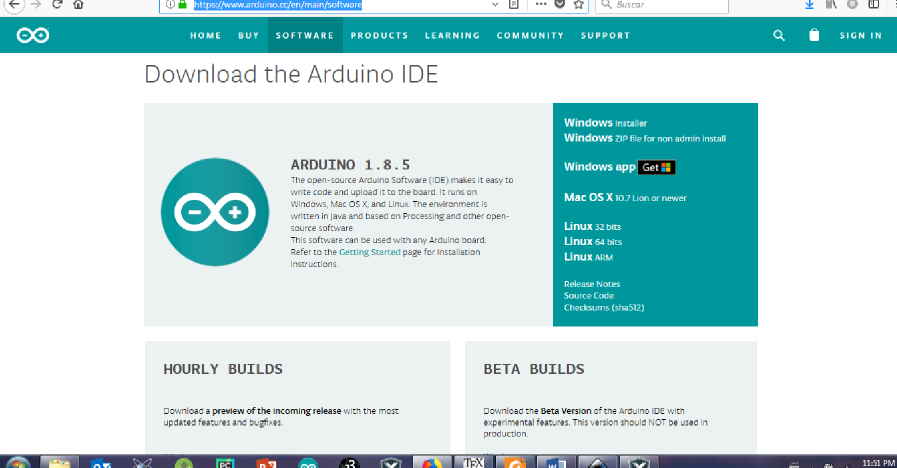 https://www.arduino.cc/en/main/software
Buscar
HOME BUY SOFTWARE PRODUCTS LEARNING COMMUNITY SUPPORT SIGN IN
Download the Arduino IDE
ARDUINO 1.8.5
The open-source Arduino Software (IDE) makes it easy to
write code and upload it to the board. It runs on
Windows, Mac OS X, and Linux. The environment is
written in Java and based on Processing and other open-
source software.
This software can be used with any Arduino board.
Refer to the Getting Started page for Installation
instructions.
Windows Installer
Windows ZIP file for non admin install
Windows app Get
Mac OS X 10.7 Lion or newer
Linux 32 bits
Linux 64 bits
Linux ARM
Release Notes
Source Code
Checksums (sha512)
HOURLY BUILDS
Download a preview of the incoming release with the most
updated features and bugfixes.
BETA BUILDS
Download the Beta Version of the Arduino IDE with
experimental features. This version should NOT be used in
production.
11:51 PM